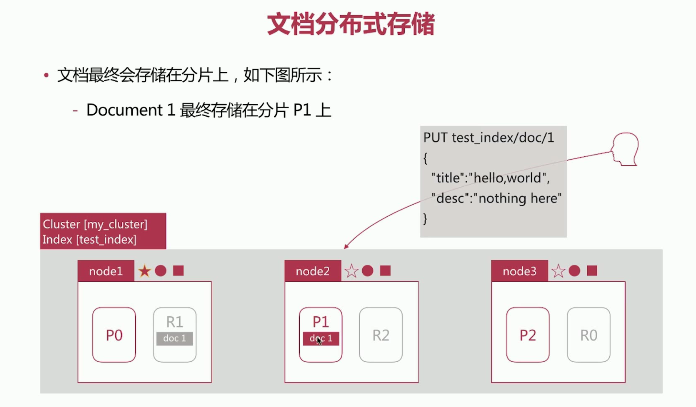 文档分布式存储
• 文档最终会存储在分片上，如下图所示：
- Document 1 最终存储在分片 P1 上
PUT test_index/doc/1
{
"title":"hello,world",
"desc":"nothing here"
}
Cluster [my_cluster]
Index [test_index]
node1
node2
node3
P0
R1
doc 1
P1
doc 1
R2
P2
R0